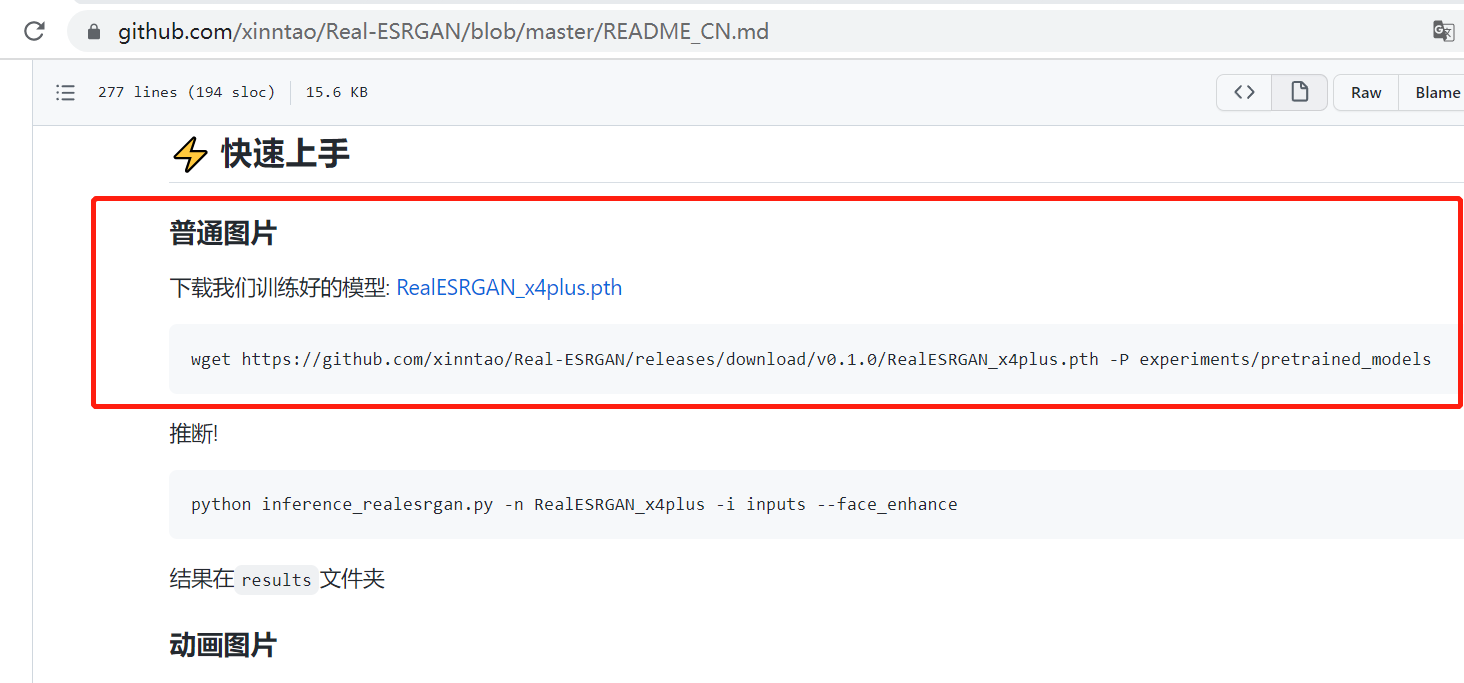 github.com/xinntao/Real-ESRGAN/blob/master/README_CN.md
277 lines (194 sloc) 15.6 KB Raw Blame
⚡ 快速上手
普通图片
下载我们训练好的模型: RealESRGAN_x4plus.pth
wget https://github.com/xinntao/Real-ESRGAN/releases/download/v0.1.0/RealESRGAN_x4plus.pth -P experiments/pretrained_models
推断!
python inference_realesrgan.py -n RealESRGAN_x4plus -i inputs --face_enhance
结果在 results 文件夹
动画图片